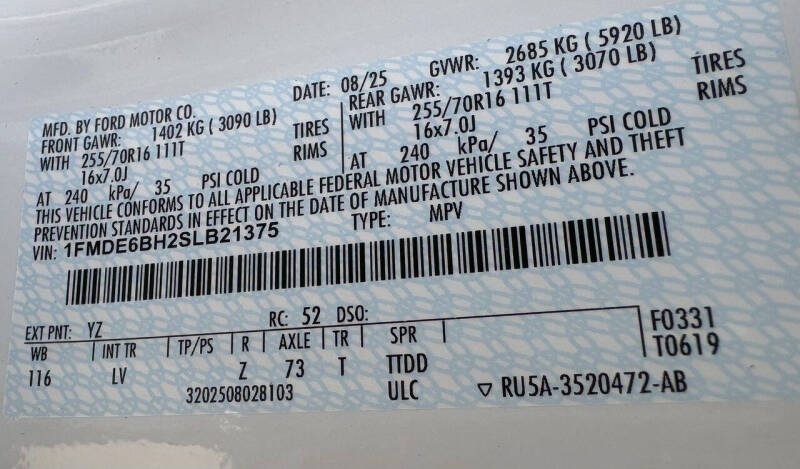 MFD. BY FORD MOTOR CO. DATE: 08/25 GVWR: 2685 KG ( 5920 LB)
FRONT GAWR: 1402 KG ( 3090 LB) REAR GAWR: 1393 KG ( 3070 LB)
WITH 255/70R16 111T TIRES WITH 255/70R16 111T TIRES
16x7.0J RIMS 16x7.0J RIMS
AT 240 kPa/ 35 PSI COLD AT 240 kPa/ 35 PSI COLD
THIS VEHICLE CONFORMS TO ALL APPLICABLE FEDERAL MOTOR VEHICLE SAFETY AND THEFT
PREVENTION STANDARDS IN EFFECT ON THE DATE OF MANUFACTURE SHOWN ABOVE.
VIN: 1FMDE6BH2SLB21375 TYPE: MPV
EXT PNT: YZ RC: 52 DSO: F0331
WB INT TR TP/PS R AXLE TR SPR T0619
116 LV Z 73 T TTDD
3202508028103 ULC ▽ RU5A-3520472-AB